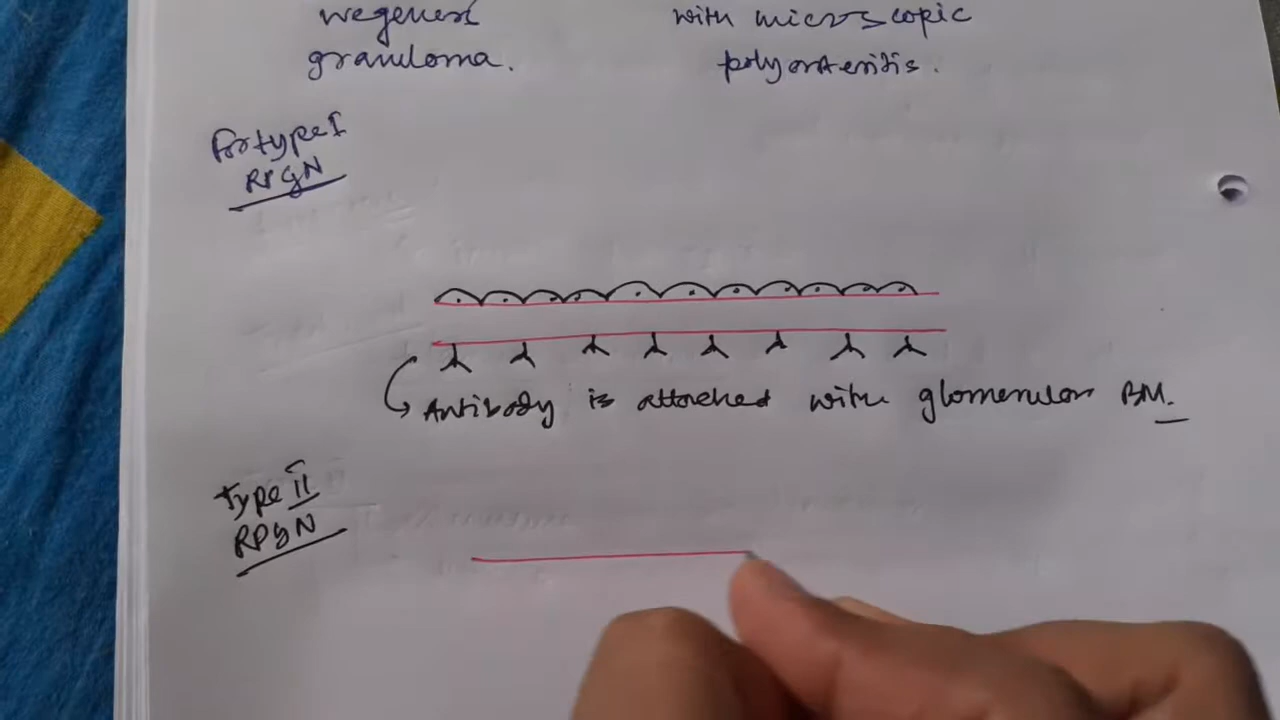 wegener's with microscopic
granuloma. polyarteritis.
For type I
RPGN
Antibody is attached with glomerular BM.
Type II
RPGN